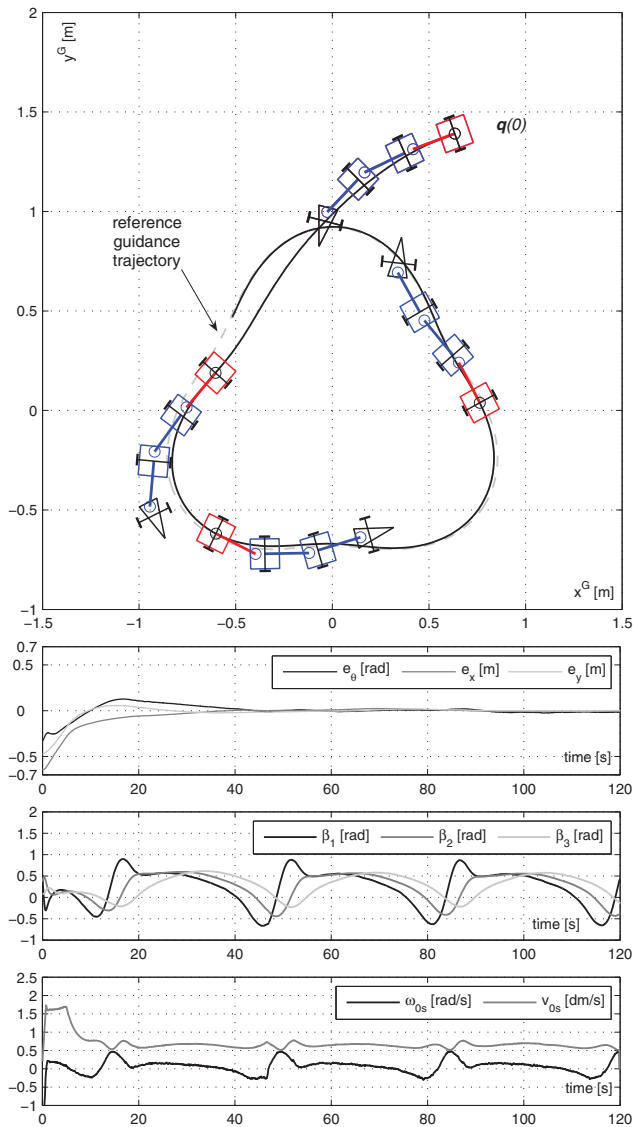 y^G [m]
2
1.5
1
0.5
0
−0.5
−1
q(0)
reference
guidance
trajectory
x^G [m]
−1.5 −1 −0.5 0 0.5 1 1.5
0.7
0.5
0
−0.5
−0.7
e_θ [rad] e_x [m] e_y [m]
time [s]
0 20 40 60 80 100 120
2
1.5
1
0.5
0
−0.5
−1
β_1 [rad] β_2 [rad] β_3 [rad]
time [s]
0 20 40 60 80 100 120
2.5
2
1.5
1
0.5
0
−0.5
−1
ω_0s [rad/s] v_0s [dm/s]
time [s]
0 20 40 60 80 100 120